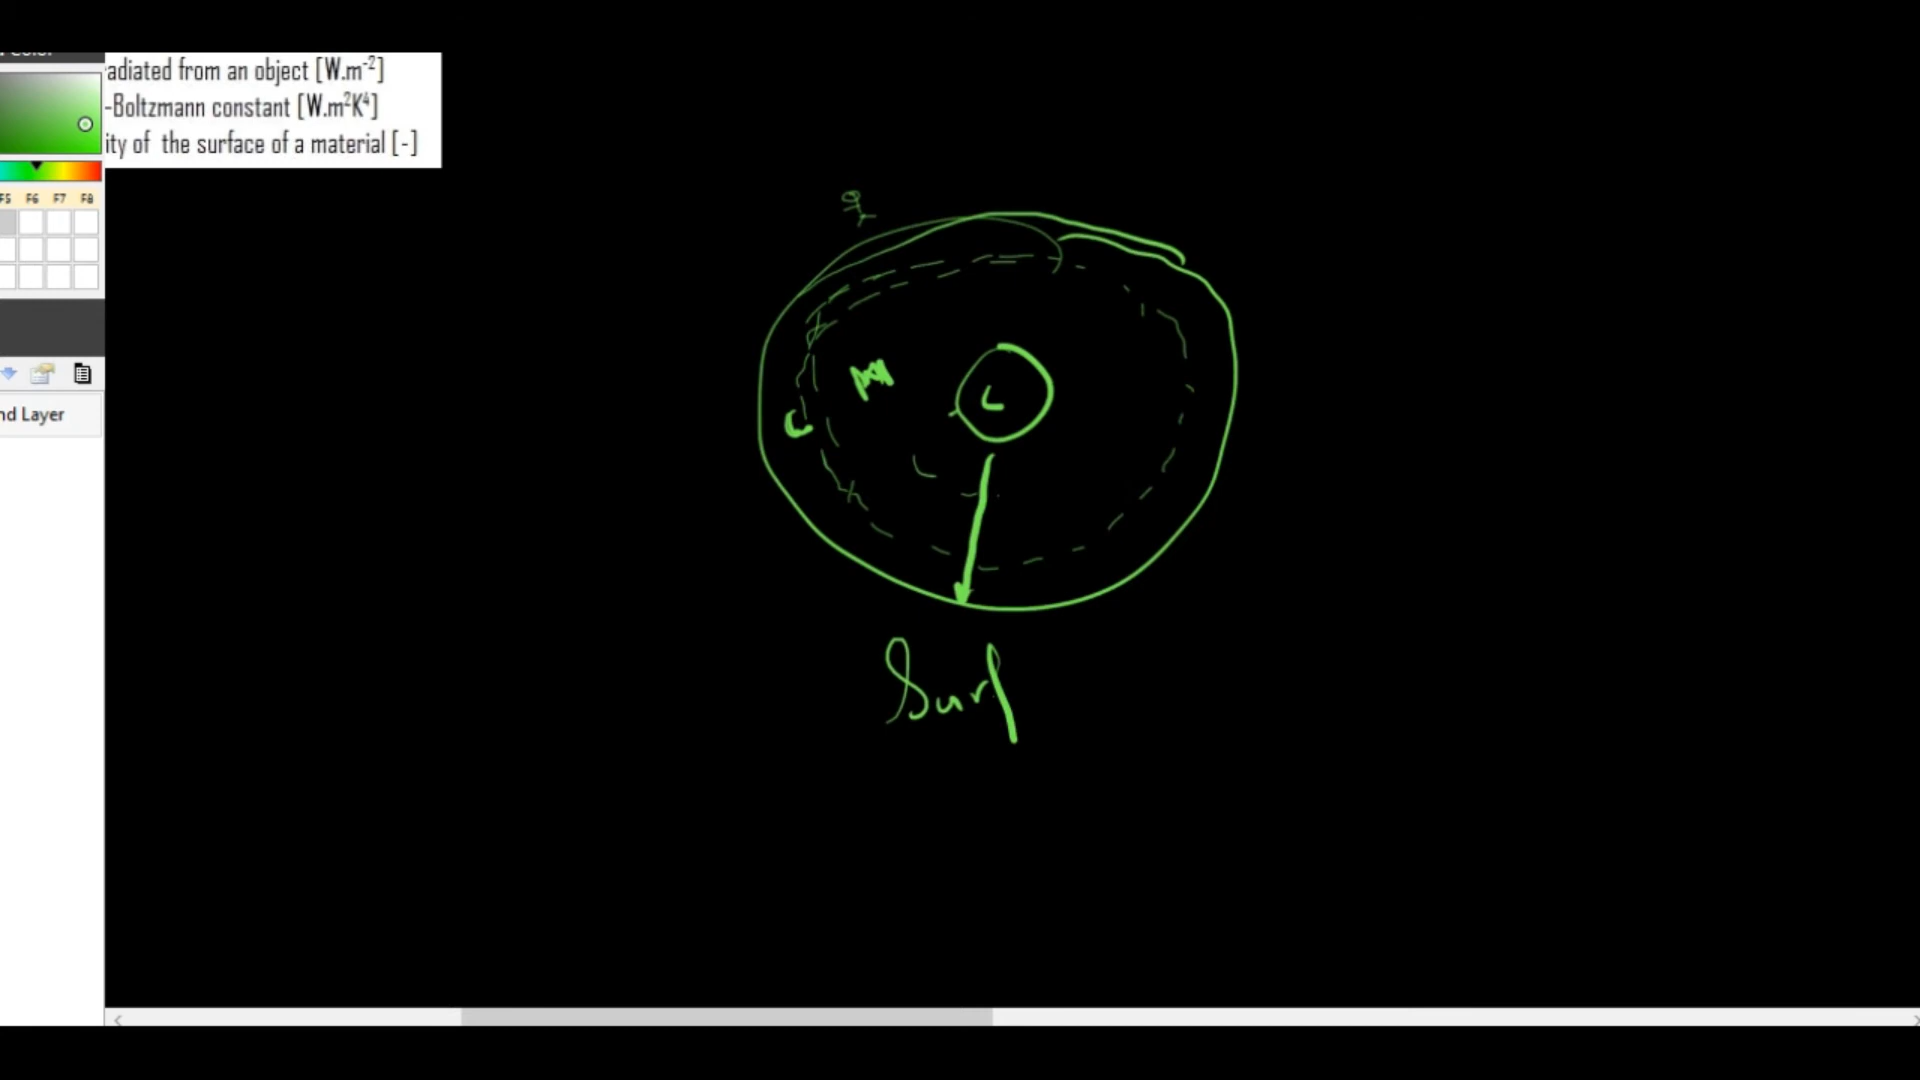 adiated from an object [W.m⁻²]
-Boltzmann constant [W.m²K⁴]
ity of the surface of a material [-]
F5 F6 F7 F8
nd Layer
M
C
C
Surf